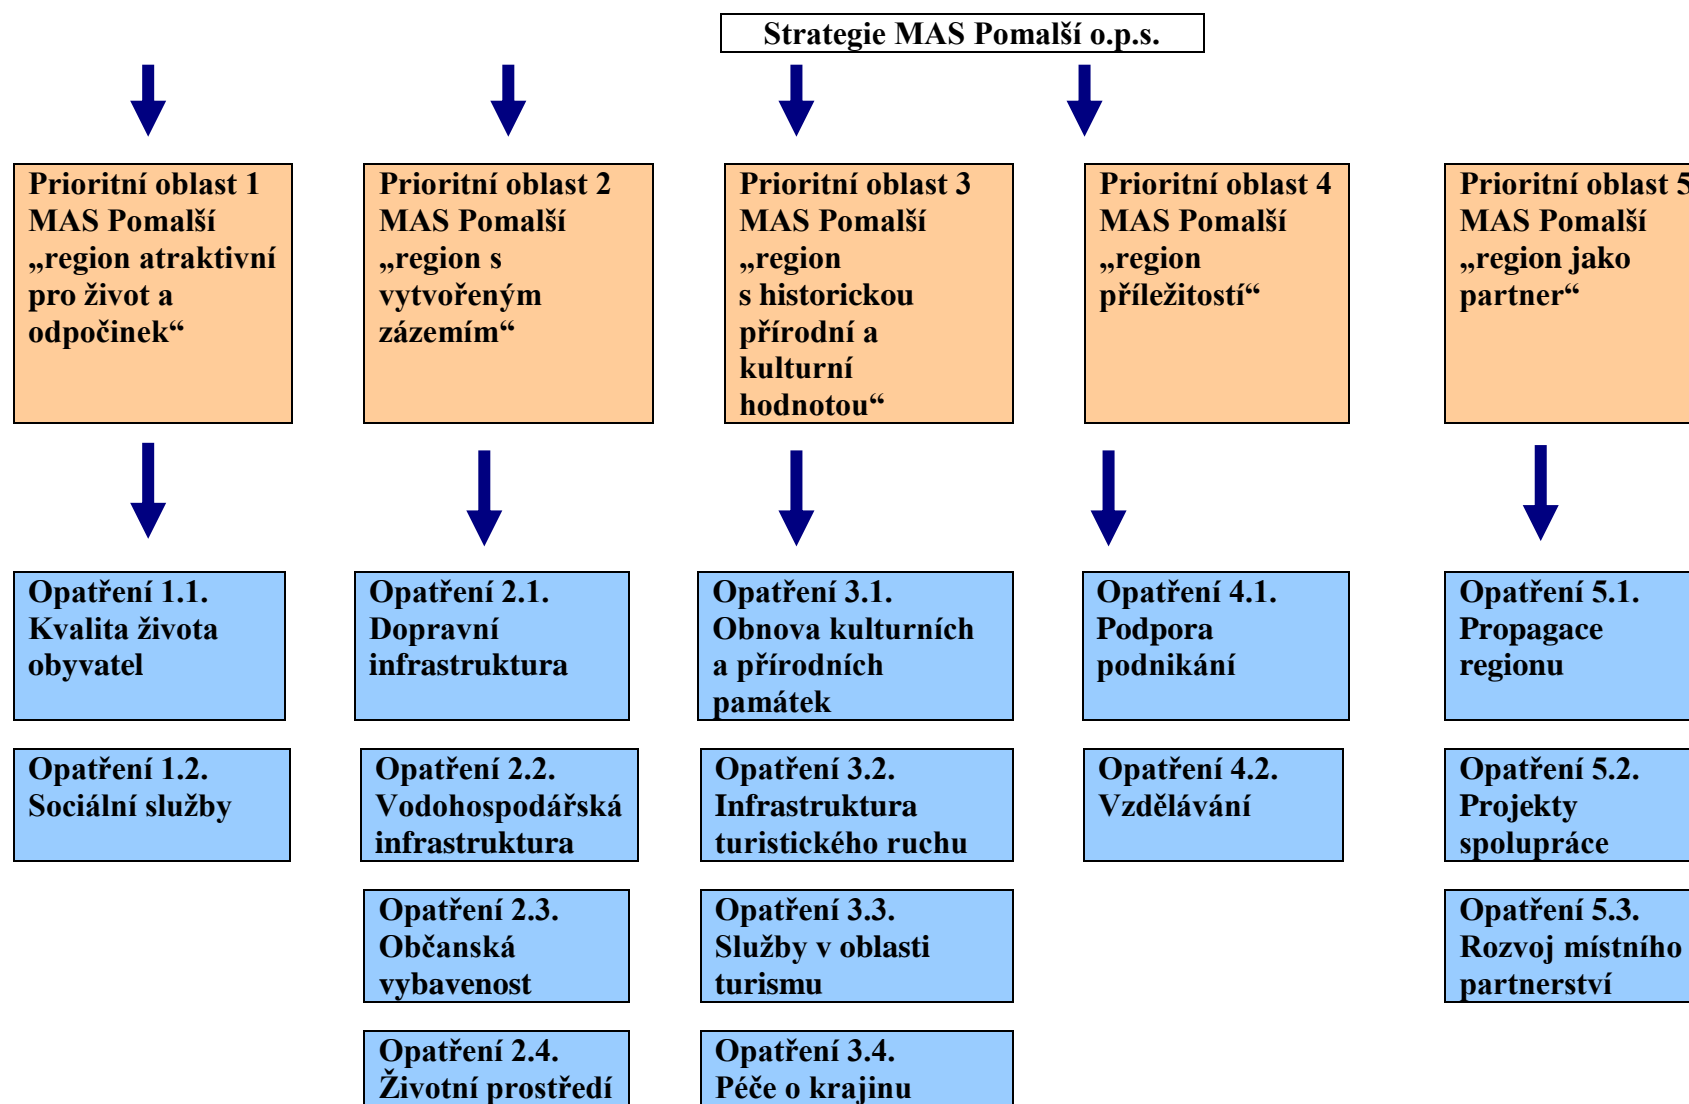 Strategie MAS Pomalší o.p.s.
Prioritní oblast 1
MAS Pomalší
„region atraktivní
pro život a
odpočinek“
Prioritní oblast 2
MAS Pomalší
„region s
vytvořeným
zázemím“
Prioritní oblast 3
MAS Pomalší
„region
s historickou
přírodní a
kulturní
hodnotou“
Prioritní oblast 4
MAS Pomalší
„region
příležitostí“
Prioritní oblast 5
MAS Pomalší
„region jako
partner“
Opatření 1.1.
Kvalita života
obyvatel
Opatření 2.1.
Dopravní
infrastruktura
Opatření 3.1.
Obnova kulturních
a přírodních
památek
Opatření 4.1.
Podpora
podnikání
Opatření 5.1.
Propagace
regionu
Opatření 1.2.
Sociální služby
Opatření 2.2.
Vodohospodářská
infrastruktura
Opatření 3.2.
Infrastruktura
turistického ruchu
Opatření 4.2.
Vzdělávání
Opatření 5.2.
Projekty
spolupráce
Opatření 2.3.
Občanská
vybavenost
Opatření 3.3.
Služby v oblasti
turismu
Opatření 5.3.
Rozvoj místního
partnerství
Opatření 2.4.
Životní prostředí
Opatření 3.4.
Péče o krajinu